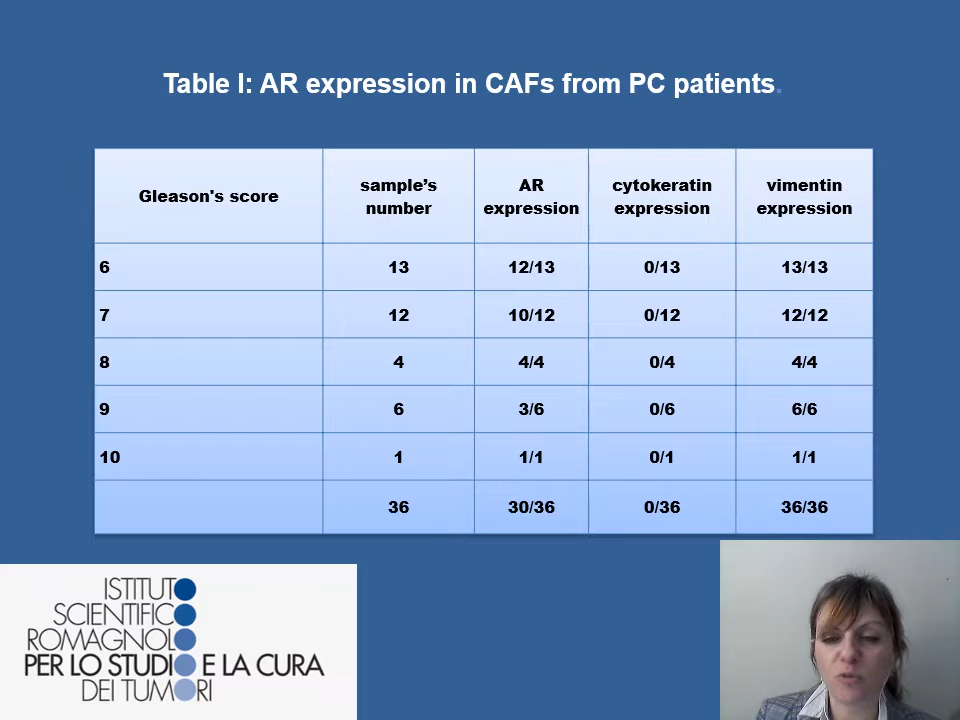 Table I: AR expression in CAFs from PC patients.
Gleason's score sample’s number AR expression cytokeratin expression vimentin expression
6 13 12/13 0/13 13/13
7 12 10/12 0/12 12/12
8 4 4/4 0/4 4/4
9 6 3/6 0/6 6/6
10 1 1/1 0/1 1/1
36 30/36 0/36 36/36
ISTITUTO
SCIENTIFICO
ROMAGNOLO
PER LO STUDIO E LA CURA
DEI TUMORI